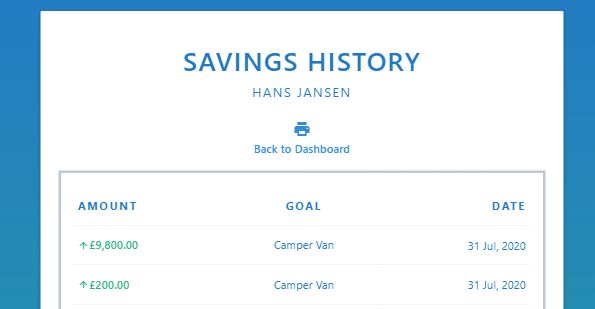 SAVINGS HISTORY
HANS JANSEN
Back to Dashboard
AMOUNT GOAL DATE
↑£9,800.00 Camper Van 31 Jul, 2020
↑£200.00 Camper Van 31 Jul, 2020